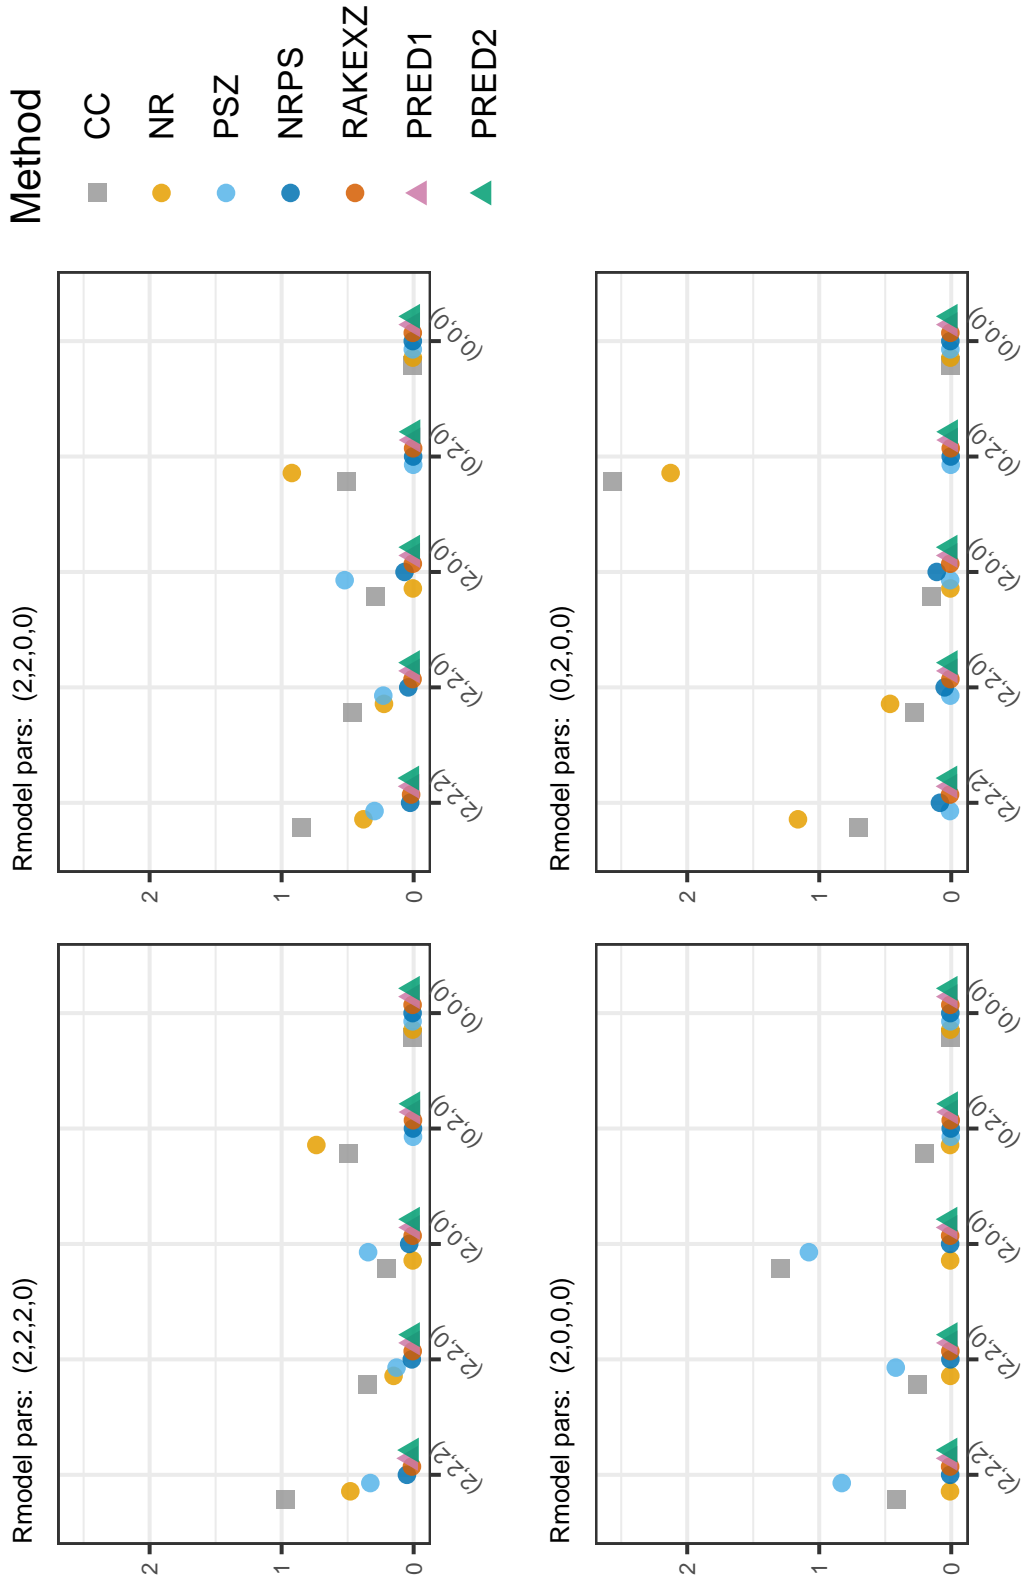 Rmodel pars: (2,2,2,0)
2
1
0
(2,2,2)
(2,2,0)
(2,0,0)
(0,2,0)
(0,0,0)
Rmodel pars: (2,2,0,0)
2
1
0
(2,2,2)
(2,2,0)
(2,0,0)
(0,2,0)
(0,0,0)
Rmodel pars: (2,0,0,0)
2
1
0
(2,2,2)
(2,2,0)
(2,0,0)
(0,2,0)
(0,0,0)
Rmodel pars: (0,2,0,0)
2
1
0
(2,2,2)
(2,2,0)
(2,0,0)
(0,2,0)
(0,0,0)
Method
CC
NR
PSZ
NRPS
RAKEXZ
PRED1
PRED2